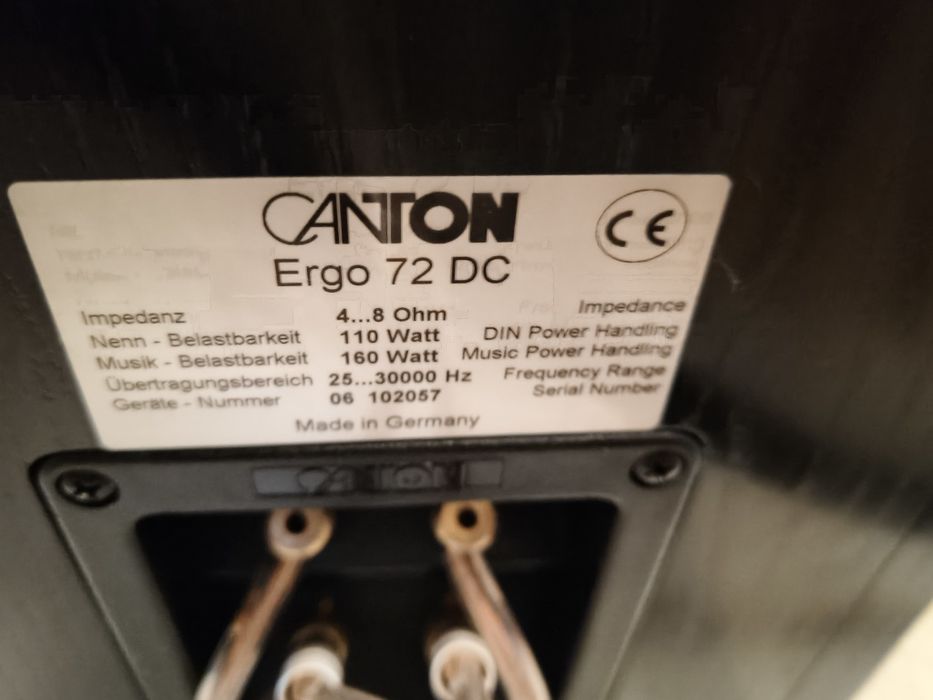 CANTON
CE
Ergo 72 DC
Impedanz 4...8 Ohm Impedance
Nenn - Belastbarkeit 110 Watt DIN Power Handling
Musik - Belastbarkeit 160 Watt Music Power Handling
Übertragungsbereich 25...30000 Hz Frequency Range
Geräte - Nummer 06 102057 Serial Number
Made in Germany
CANTON